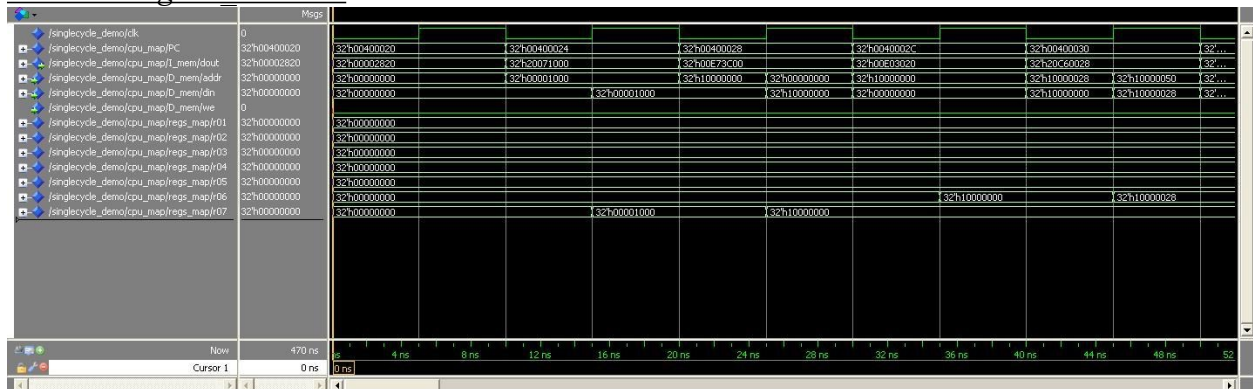 Msgs
/singlecycle_demo/clk 0
/singlecycle_demo/cpu_map/PC 32'h00400020 32'h00400020 32'h00400024 32'h00400028 32'h0040002C 32'h00400030 32'...
/singlecycle_demo/cpu_map/I_mem/dout 32'h00002820 32'h00002820 32'h20071000 32'h00E73C00 32'h00E03020 32'h20C60028 32'...
/singlecycle_demo/cpu_map/D_mem/addr 32'h00000000 32'h00000000 32'h00001000 32'h10000000 32'h00000000 32'h10000000 32'h10000028 32'h10000050 32'...
/singlecycle_demo/cpu_map/D_mem/din 32'h00000000 32'h00000000 32'h00001000 32'h10000000 32'h00000000 32'h10000000 32'h10000028 32'...
/singlecycle_demo/cpu_map/D_mem/we 0
/singlecycle_demo/cpu_map/regs_map/r01 32'h00000000 32'h00000000
/singlecycle_demo/cpu_map/regs_map/r02 32'h00000000 32'h00000000
/singlecycle_demo/cpu_map/regs_map/r03 32'h00000000 32'h00000000
/singlecycle_demo/cpu_map/regs_map/r04 32'h00000000 32'h00000000
/singlecycle_demo/cpu_map/regs_map/r05 32'h00000000 32'h00000000
/singlecycle_demo/cpu_map/regs_map/r06 32'h00000000 32'h00000000 32'h10000000 32'h10000028
/singlecycle_demo/cpu_map/regs_map/r07 32'h00000000 32'h00000000 32'h00001000 32'h10000000
Now 470 ns 4 ns 8 ns 12 ns 16 ns 20 ns 24 ns 28 ns 32 ns 36 ns 40 ns 44 ns 48 ns 52
Cursor 1 0 ns 0 ns